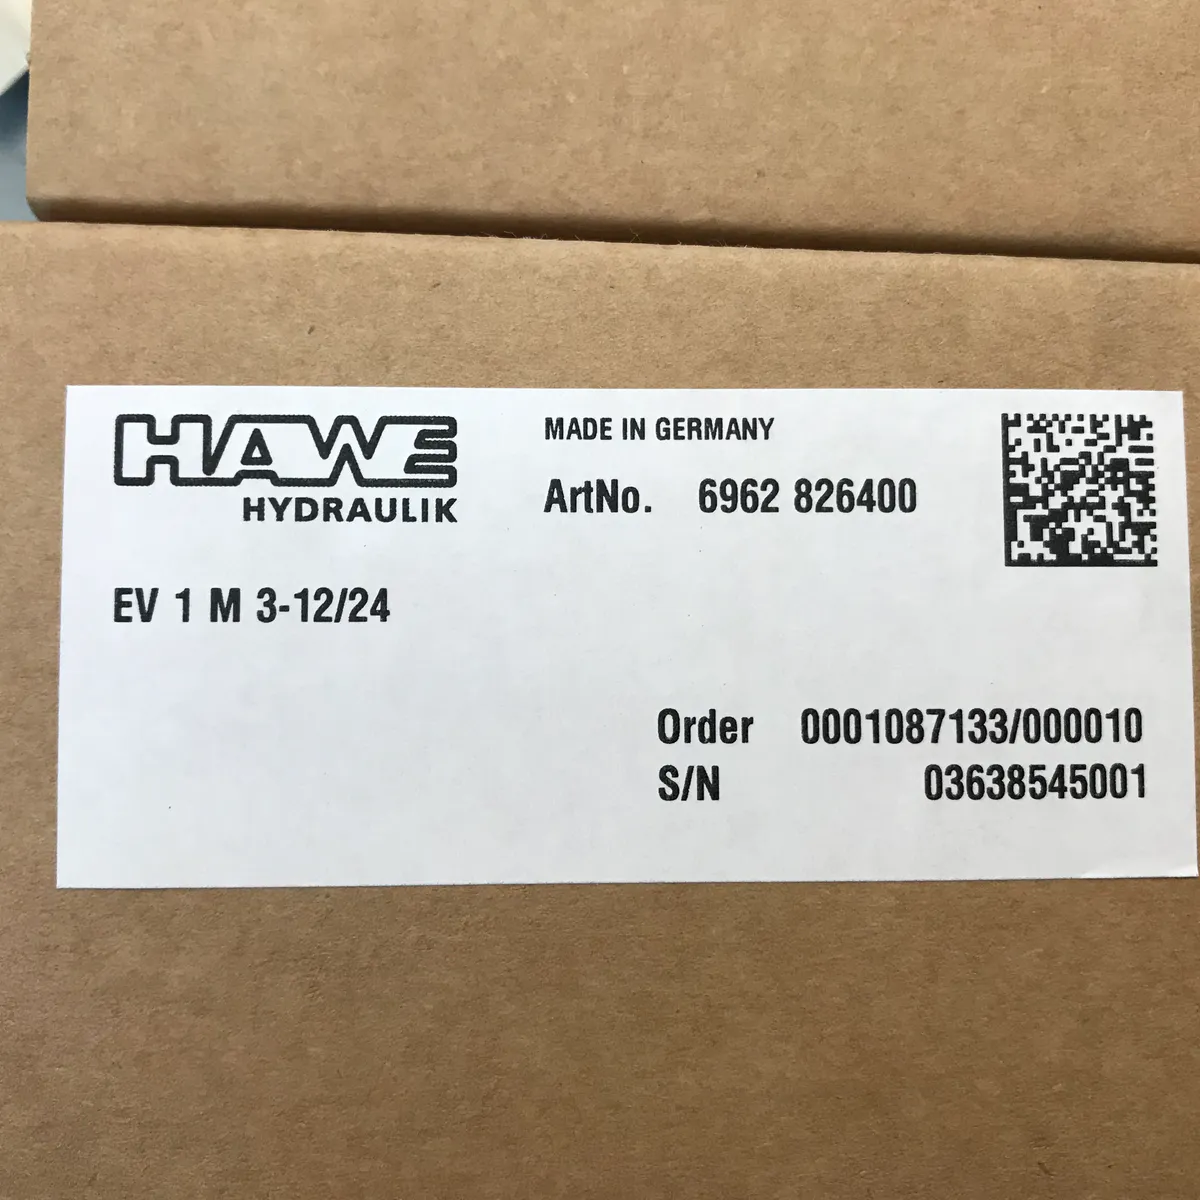 HAWE
HYDRAULIK
MADE IN GERMANY
ArtNo. 6962 826400
EV 1 M 3-12/24
Order 0001087133/000010
S/N 03638545001